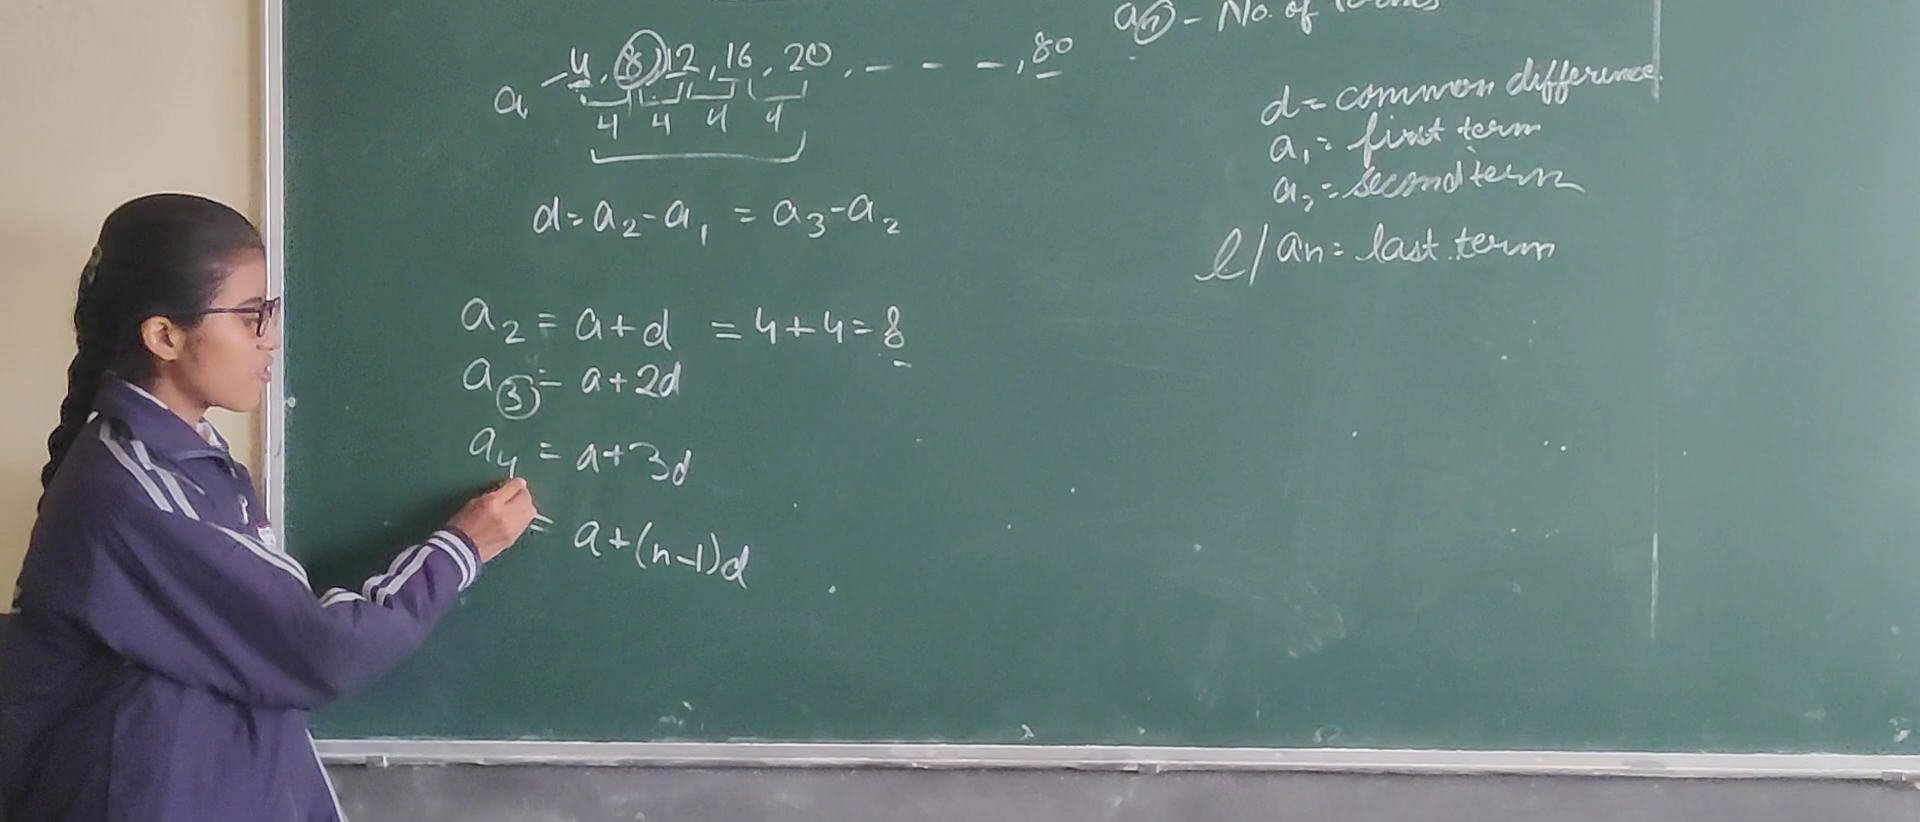 a₁ 4, 8, 12, 16, 20, - - - -, 80
4 4 4 4
d = a₂ - a₁ = a₃ - a₂
a₂ = a + d = 4 + 4 = 8
a₃ = a + 2d
a₄ = a + 3d
= a + (n-1)d
No. of terms
d = common difference
a₁ = first term
a₂ = second term
l/an = last term